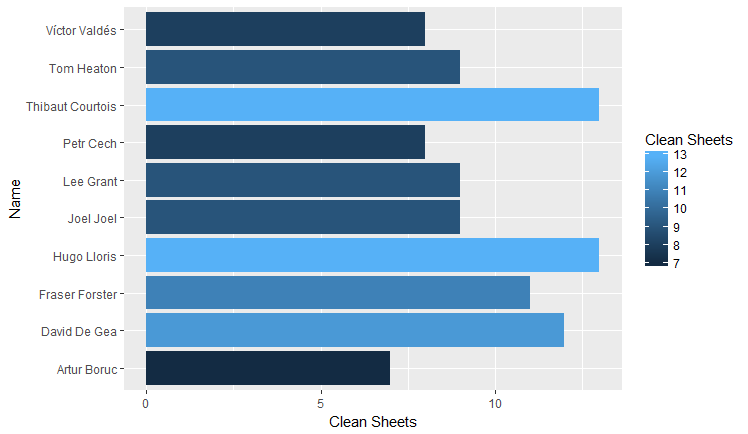 Víctor Valdés
Tom Heaton
Thibaut Courtois
Petr Cech
Lee Grant
Joel Joel
Hugo Lloris
Fraser Forster
David De Gea
Artur Boruc
Name
0 5 10
Clean Sheets
Clean Sheets
13
12
11
10
9
8
7